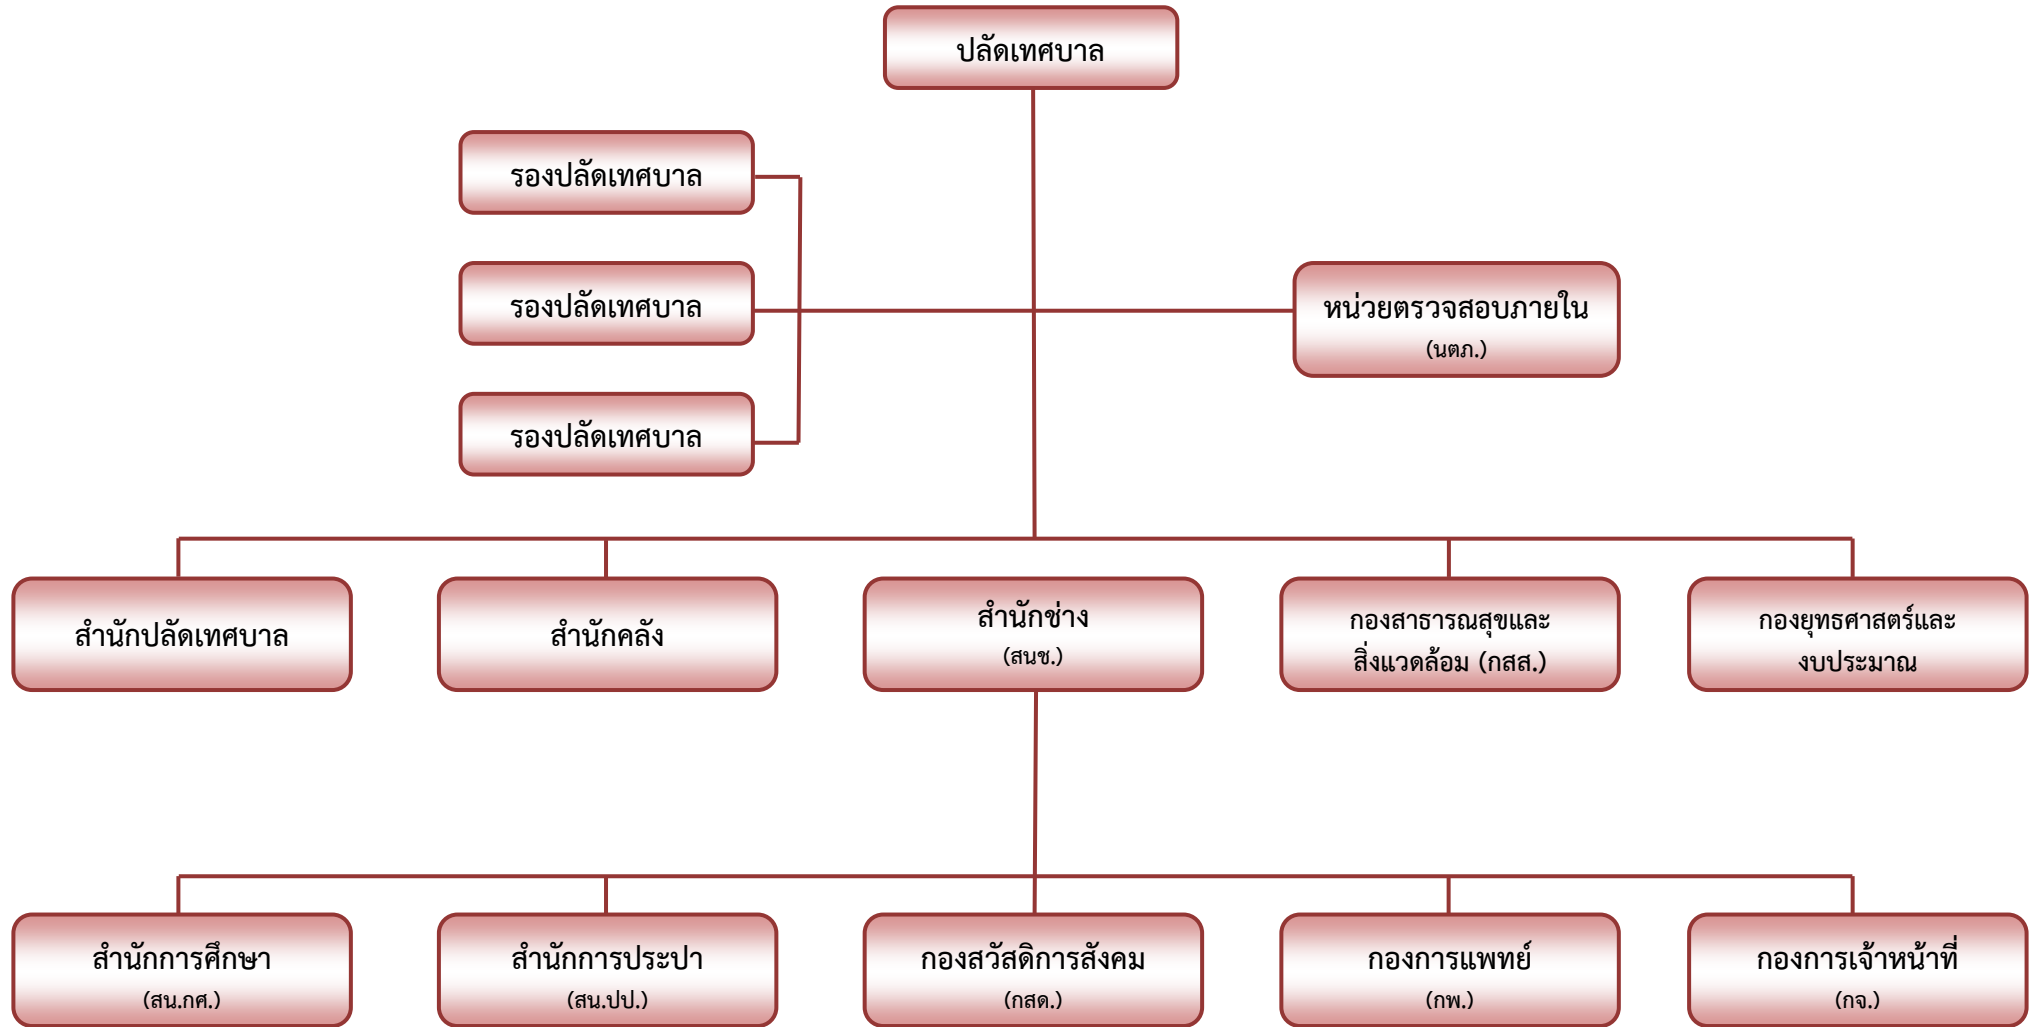 ปลัดเทศบาล
รองปลัดเทศบาล
รองปลัดเทศบาล
หน่วยตรวจสอบภายใน
(นตภ.)
รองปลัดเทศบาล
สำนักปลัดเทศบาล
สำนักคลัง
สำนักช่าง
(สนช.)
กองสาธารณสุขและ
สิ่งแวดล้อม (กสส.)
กองยุทธศาสตร์และ
งบประมาณ
สำนักการศึกษา
(สน.กศ.)
สำนักการประปา
(สน.ปป.)
กองสวัสดิการสังคม
(กสด.)
กองการแพทย์
(กพ.)
กองการเจ้าหน้าที่
(กจ.)